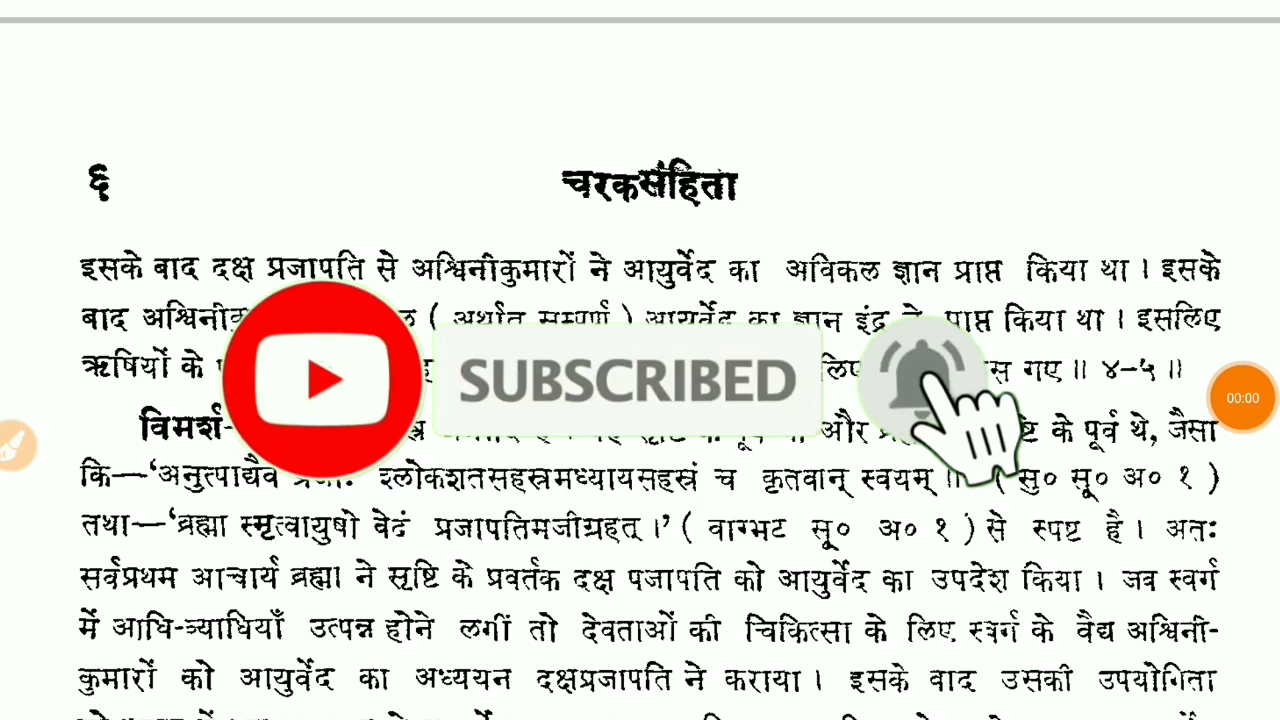 ६ चरकसंहिता
इसके बाद दक्ष प्रजापति से अश्विनीकुमारों ने आयुर्वेद का अविकल ज्ञान प्राप्त किया था । इसके
बाद ( अर्थात् सम्पूर्ण ) आयुर्वेद का ज्ञान इंद्र प्राप्त किया था । इसलिए
ऋषियों के गए ॥ ४-५ ॥
SUBSCRIBED
00:00
विमर्श- और के पूर्व थे, जैसा
कि—'अनुत्पाद्यैव प्रजाः श्लोकशतसहस्रमध्यायसहस्रं च कृतवान् स्वयम् ॥ ( सु० सू० अ० १ )
तथा—'ब्रह्मा स्मृत्वायुषो वेदं प्रजापतिमजीग्रहत् ।' ( वाग्भट सू० अ० १ ) से स्पष्ट है । अतः
सर्वप्रथम आचार्य ब्रह्मा ने सृष्टि के प्रवर्तक दक्ष पजापति को आयुर्वेद का उपदेश किया । जब स्वर्ग
में आधि-व्याधियाँ उत्पन्न होने लगीं तो देवताओं की चिकित्सा के लिए स्वर्ग के वैद्य अश्विनी-
कुमारों को आयुर्वेद का अध्ययन दक्षप्रजापति ने कराया । इसके बाद उसकी उपयोगिता